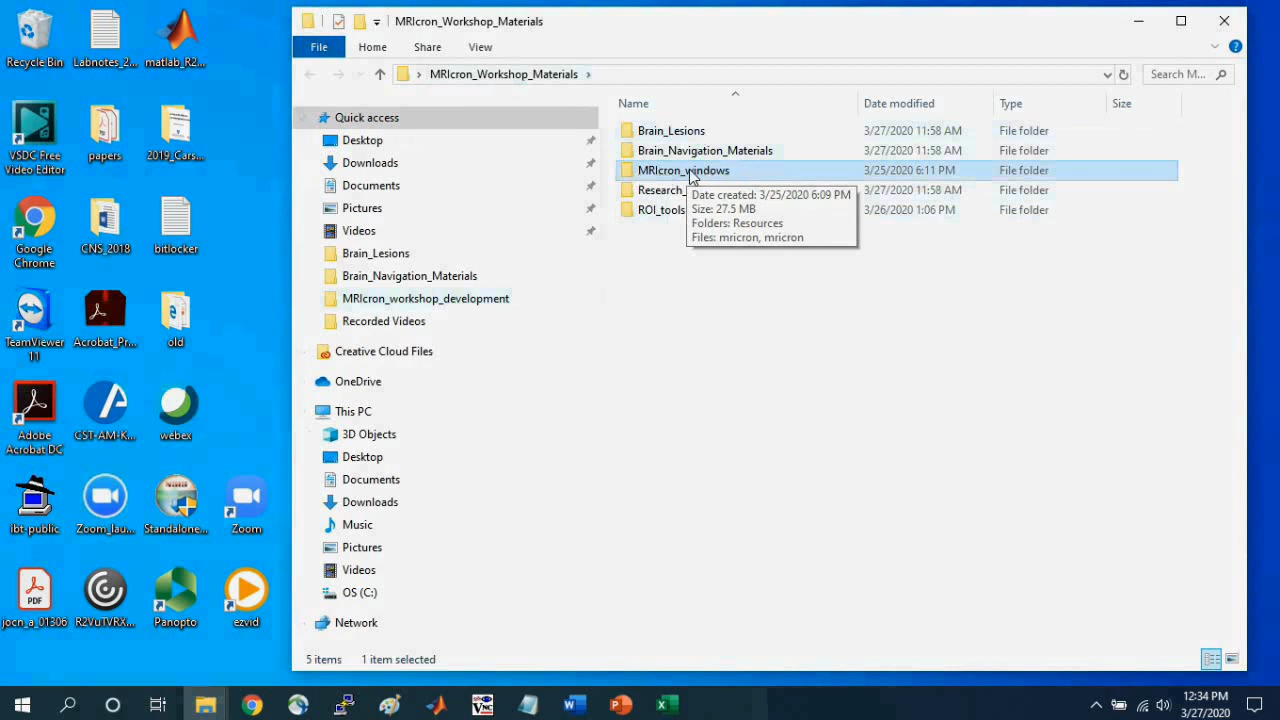 Recycle Bin
Labnotes_2...
matlab_R2...
VSDC Free
Video Editor
papers
2019_Cars...
Google
Chrome
CNS_2018
bitlocker
TeamViewer
11
Acrobat_Pr...
old
Adobe
Acrobat DC
CST-AM-K...
webex
ibt-public
Zoom_lau...
Standalone...
Zoom
PDF
jocn_a_01306
R2VuTVRX...
Panopto
ezvid
MRIcron_Workshop_Materials
File
Home
Share
View
MRIcron_Workshop_Materials
Search M...
Quick access
Desktop
Downloads
Documents
Pictures
Videos
Brain_Lesions
Brain_Navigation_Materials
MRIcron_workshop_development
Recorded Videos
Creative Cloud Files
OneDrive
This PC
3D Objects
Desktop
Documents
Downloads
Music
Pictures
Videos
OS (C:)
Network
Name Date modified Type Size
Brain_Lesions 3/27/2020 11:58 AM File folder
Brain_Navigation_Materials 3/27/2020 11:58 AM File folder
MRIcron_windows 3/25/2020 6:11 PM File folder
Research_ 3/27/2020 11:58 AM File folder
ROI_tools 3/26/2020 1:06 PM File folder
Date created: 3/25/2020 6:09 PM
Size: 27.5 MB
Folders: Resources
Files: mricron, mricron
5 items 1 item selected
12:34 PM
3/27/2020